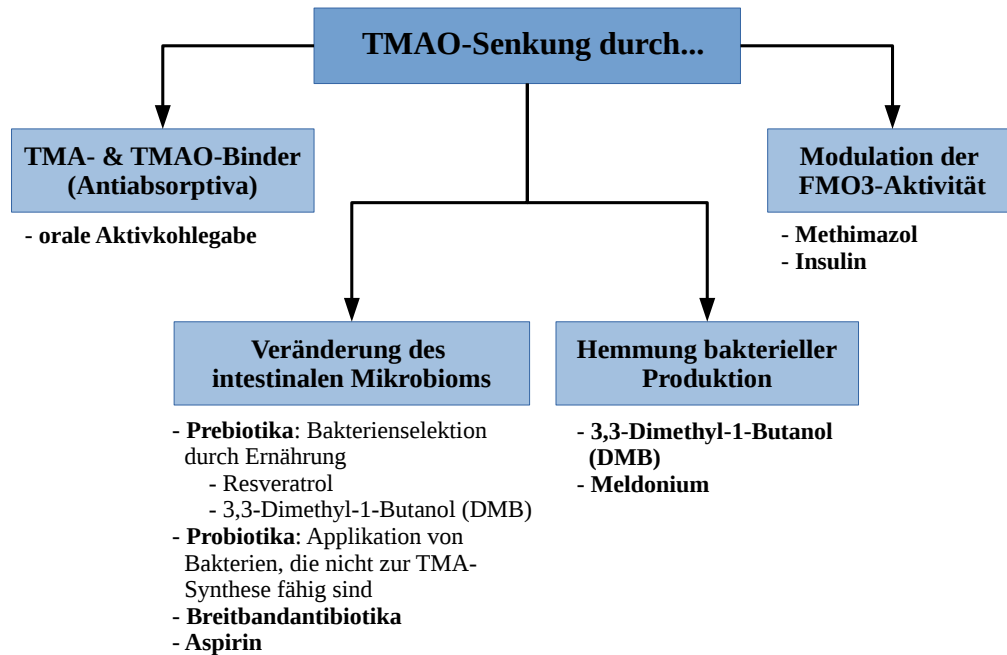 TMAO-Senkung durch...
TMA- & TMAO-Binder
(Antiabsorptiva)
- orale Aktivkohlegabe
Modulation der
FMO3-Aktivität
- Methimazol
- Insulin
Veränderung des
intestinalen Mikrobioms
- Prebiotika: Bakterienselektion
durch Ernährung
- Resveratrol
- 3,3-Dimethyl-1-Butanol (DMB)
- Probiotika: Applikation von
Bakterien, die nicht zur TMA-
Synthese fähig sind
- Breitbandantibiotika
- Aspirin
Hemmung bakterieller
Produktion
- 3,3-Dimethyl-1-Butanol
(DMB)
- Meldonium